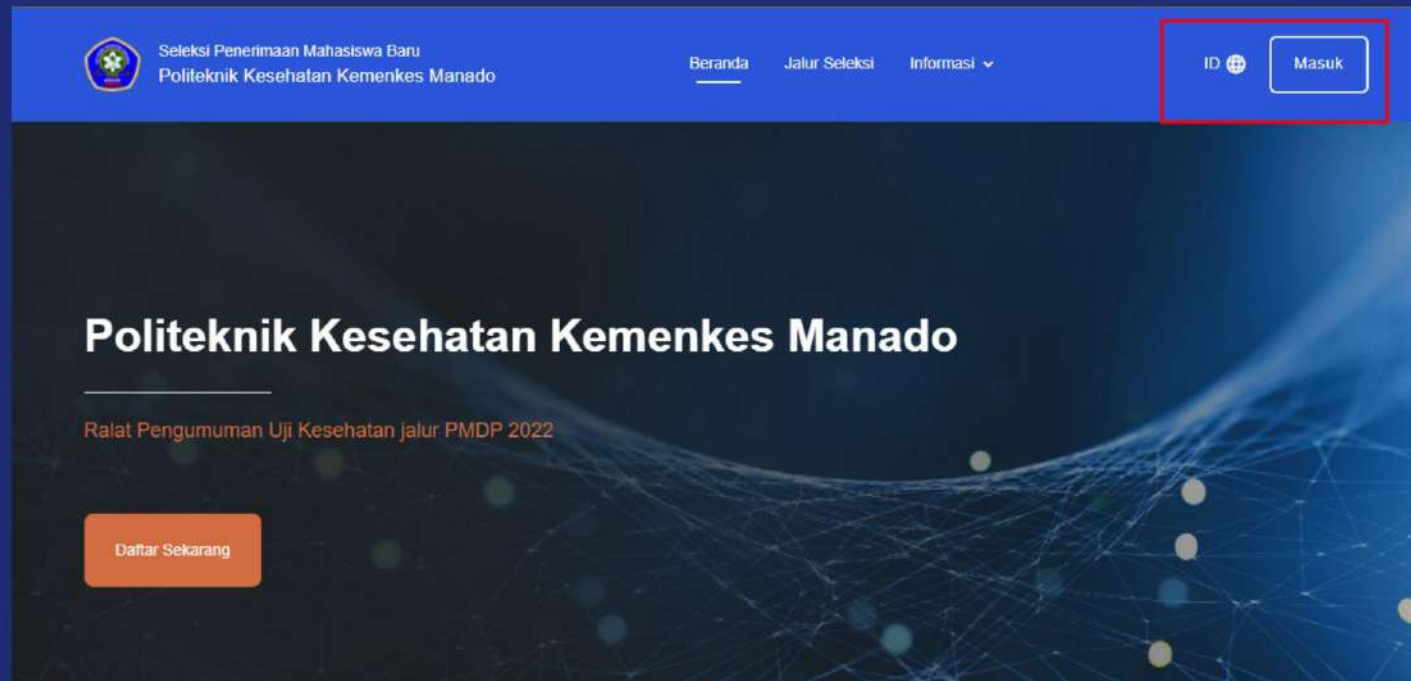 Seleksi Penerimaan Mahasiswa Baru
Politeknik Kesehatan Kemenkes Manado
Beranda Jalur Seleksi Informasi
ID Masuk
Politeknik Kesehatan Kemenkes Manado
Ralat Pengumuman Uji Kesehatan jalur PMDP 2022
Daftar Sekarang